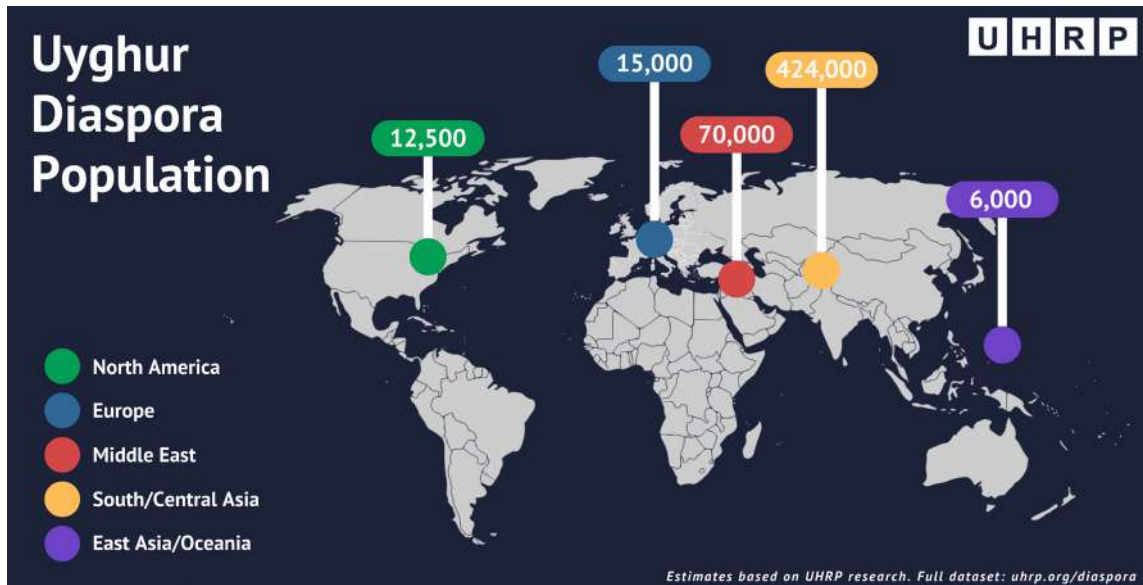 Uyghur
Diaspora
Population
UHRP
15,000
424,000
12,500
70,000
6,000
North America
Europe
Middle East
South/Central Asia
East Asia/Oceania
Estimates based on UHRP research. Full dataset: uhrp.org/diaspora